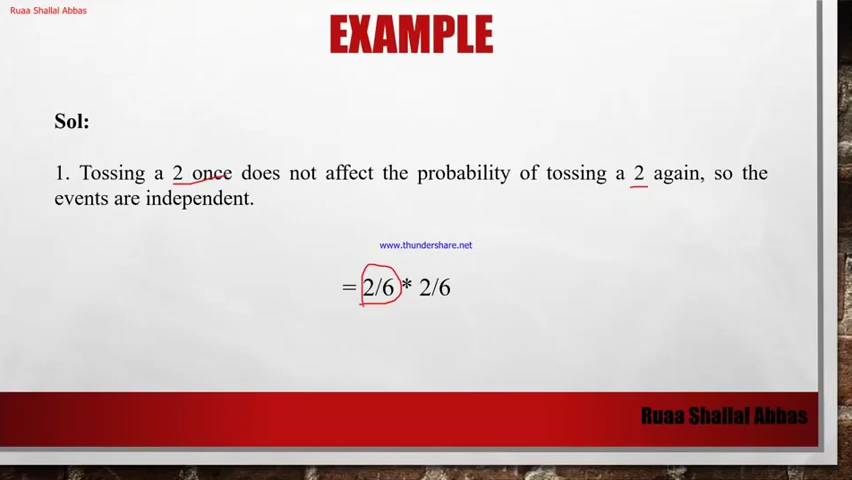 Ruaa Shallal Abbas
EXAMPLE
Sol:
1. Tossing a 2 once does not affect the probability of tossing a 2 again, so the
events are independent.
www.thundershare.net
= 2/6 * 2/6
Ruaa Shallal Abbas